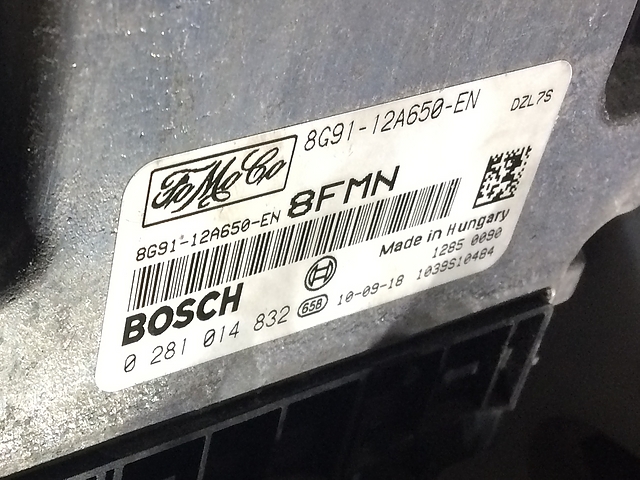 8G91-12A650-EN
DZL7S
FoMoCo
8G91-12A650-EN 8FMN
Made in Hungary
1285 0090
BOSCH
658 10-09-18 1039S10484
0 281 014 832